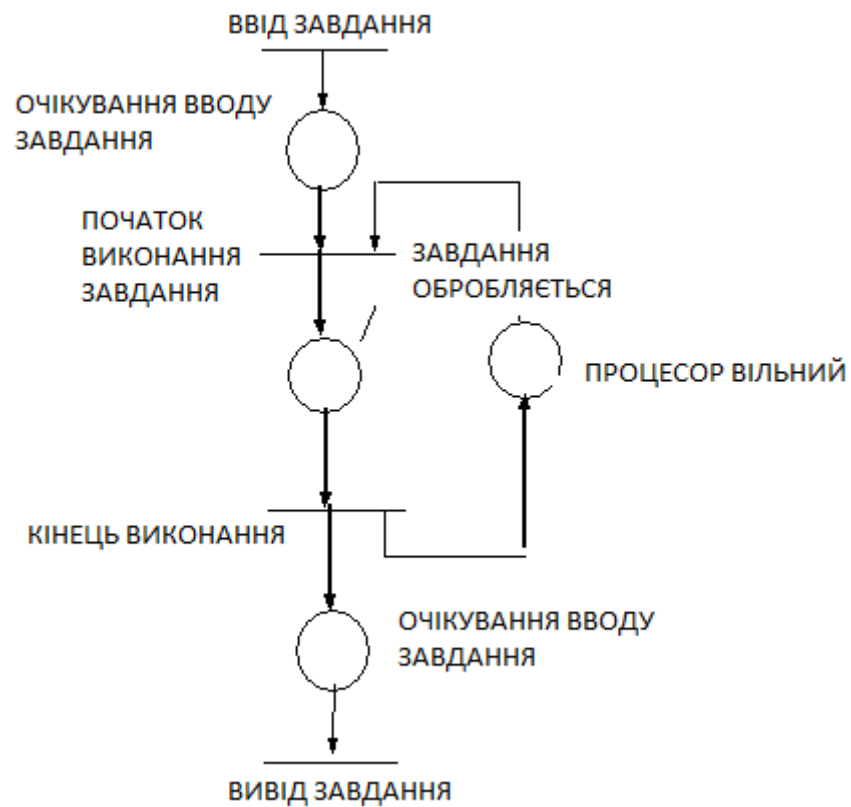 ВВІД ЗАВДАННЯ
ОЧІКУВАННЯ ВВОДУ
ЗАВДАННЯ
ПОЧАТОК
ВИКОНАННЯ
ЗАВДАННЯ
ЗАВДАННЯ
ОБРОБЛЯЄТЬСЯ
ПРОЦЕСОР ВІЛЬНИЙ
КІНЕЦЬ ВИКОНАННЯ
ОЧІКУВАННЯ ВВОДУ
ЗАВДАННЯ
ВИВІД ЗАВДАННЯ